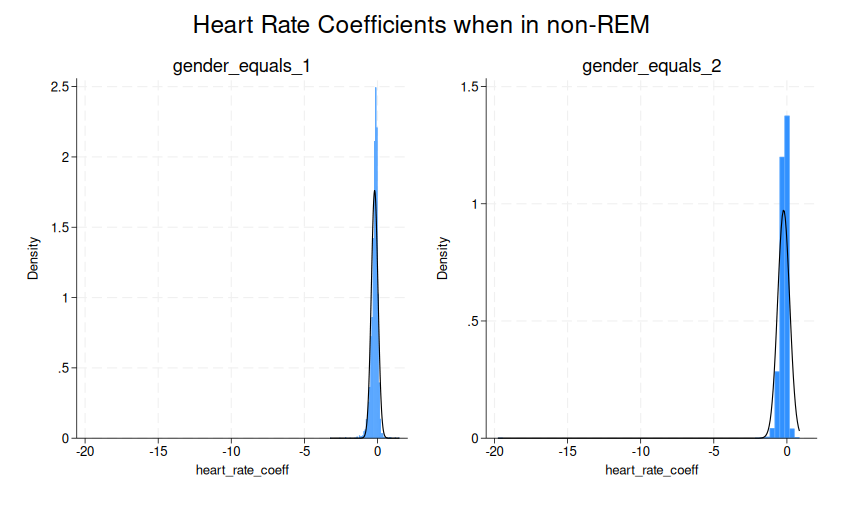 Heart Rate Coefficients when in non-REM
gender_equals_1
2.5
2
1.5
1
.5
0
Density
-20 -15 -10 -5 0
heart_rate_coeff
gender_equals_2
1.5
1
.5
0
Density
-20 -15 -10 -5 0
heart_rate_coeff